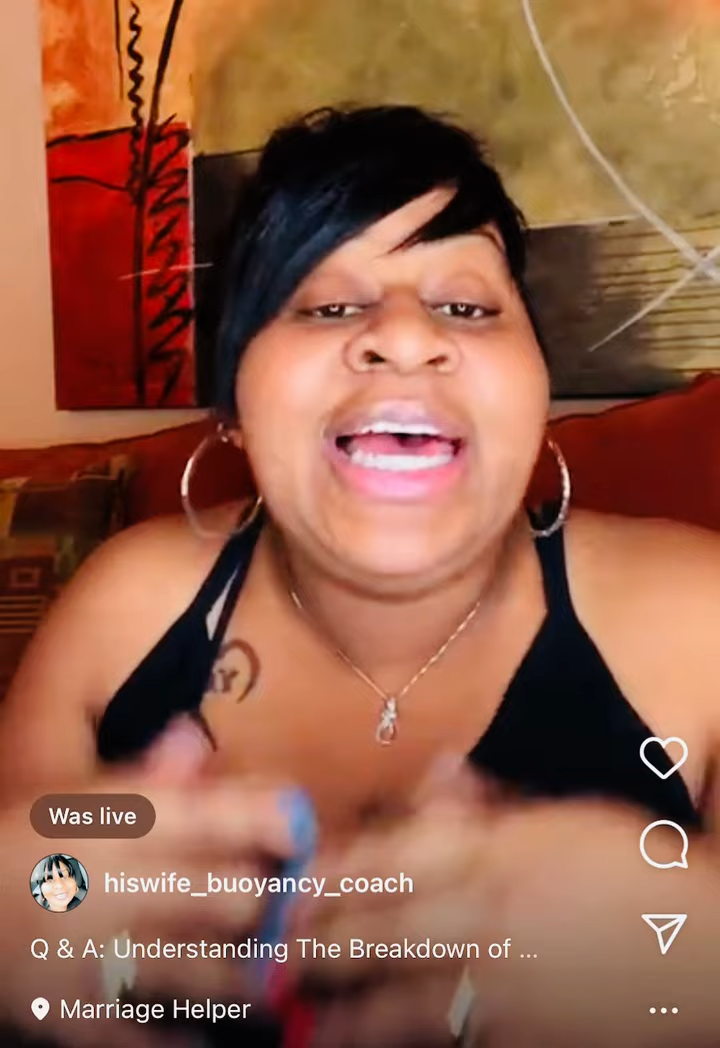 Was live
hiswife_buoyancy_coach
Q & A: Understanding The Breakdown of ...
Marriage Helper